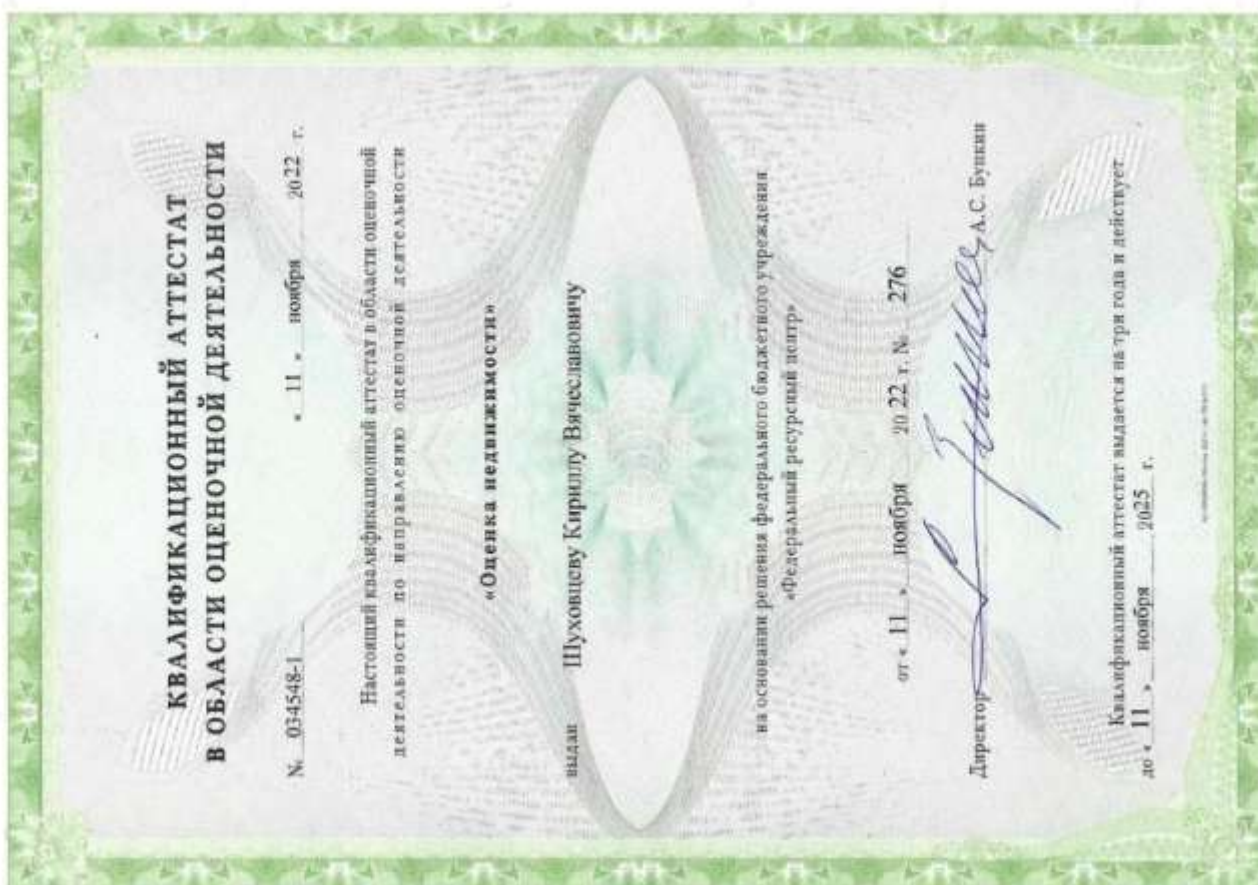 КВАЛИФИКАЦИОННЫЙ АТТЕСТАТ
В ОБЛАСТИ ОЦЕНОЧНОЙ ДЕЯТЕЛЬНОСТИ
№ 034548-1 « 11 » ноября 2022 г.
Настоящий квалификационный аттестат в области оценочной
деятельности по направлению оценочной деятельности
«Оценка недвижимости»
выдан Шуховцеву Кириллу Вячеславовичу
на основании решения федерального бюджетного учреждения
«Федеральный ресурсный центр»
от « 11 » ноября 2022 г. № 276
Директор А.С. Бункин
Квалификационный аттестат выдается на три года и действует
до « 11 » ноября 2025 г.